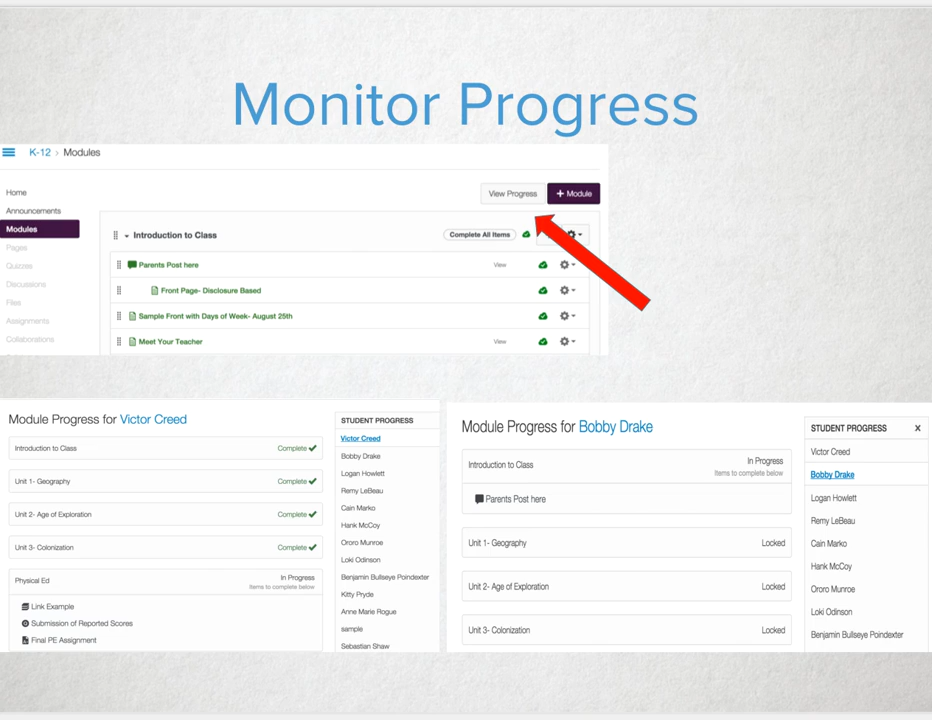 Monitor Progress
K-12 > Modules
View Progress
+ Module
Home
Announcements
Modules
Pages
Quizzes
Discussions
Files
Assignments
Collaborations
Introduction to Class
Complete All Items
Parents Post here
View
Front Page- Disclosure Based
Sample Front with Days of Week- August 25th
Meet Your Teacher
View
Module Progress for Victor Creed
Introduction to Class
Complete
Unit 1- Geography
Complete
Unit 2- Age of Exploration
Complete
Unit 3- Colonization
Complete
Physical Ed
In Progress
Items to complete below
Link Example
Submission of Reported Scores
Final PE Assignment
STUDENT PROGRESS
Victor Creed
Bobby Drake
Logan Howlett
Remy LeBeau
Cain Marko
Hank McCoy
Ororo Munroe
Loki Odinson
Benjamin Bullseye Poindexter
Kitty Pryde
Anne Marie Rogue
sample
Sebastian Shaw
Module Progress for Bobby Drake
Introduction to Class
In Progress
Items to complete below
Parents Post here
Unit 1- Geography
Locked
Unit 2- Age of Exploration
Locked
Unit 3- Colonization
Locked
STUDENT PROGRESS
X
Victor Creed
Bobby Drake
Logan Howlett
Remy LeBeau
Cain Marko
Hank McCoy
Ororo Munroe
Loki Odinson
Benjamin Bullseye Poindexter